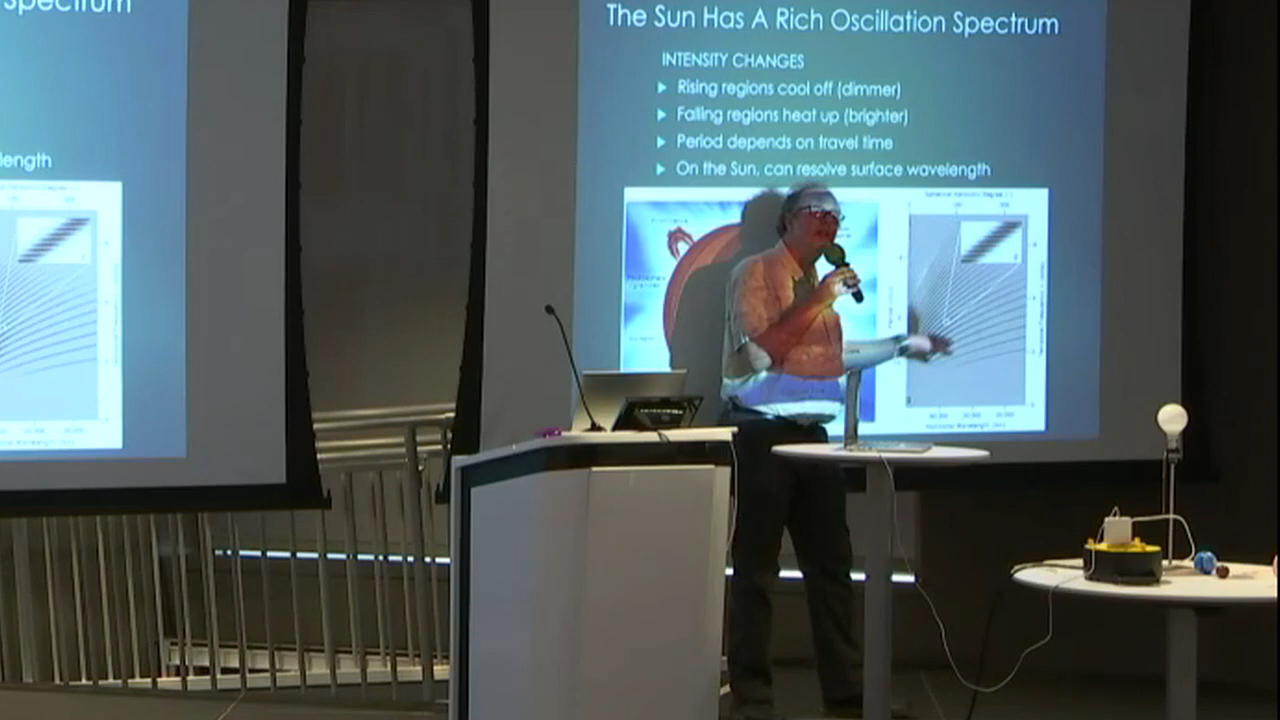 Spectrum
length
The Sun Has A Rich Oscillation Spectrum
INTENSITY CHANGES
Rising regions cool off (dimmer)
Falling regions heat up (brighter)
Period depends on travel time
On the Sun, can resolve surface wavelength